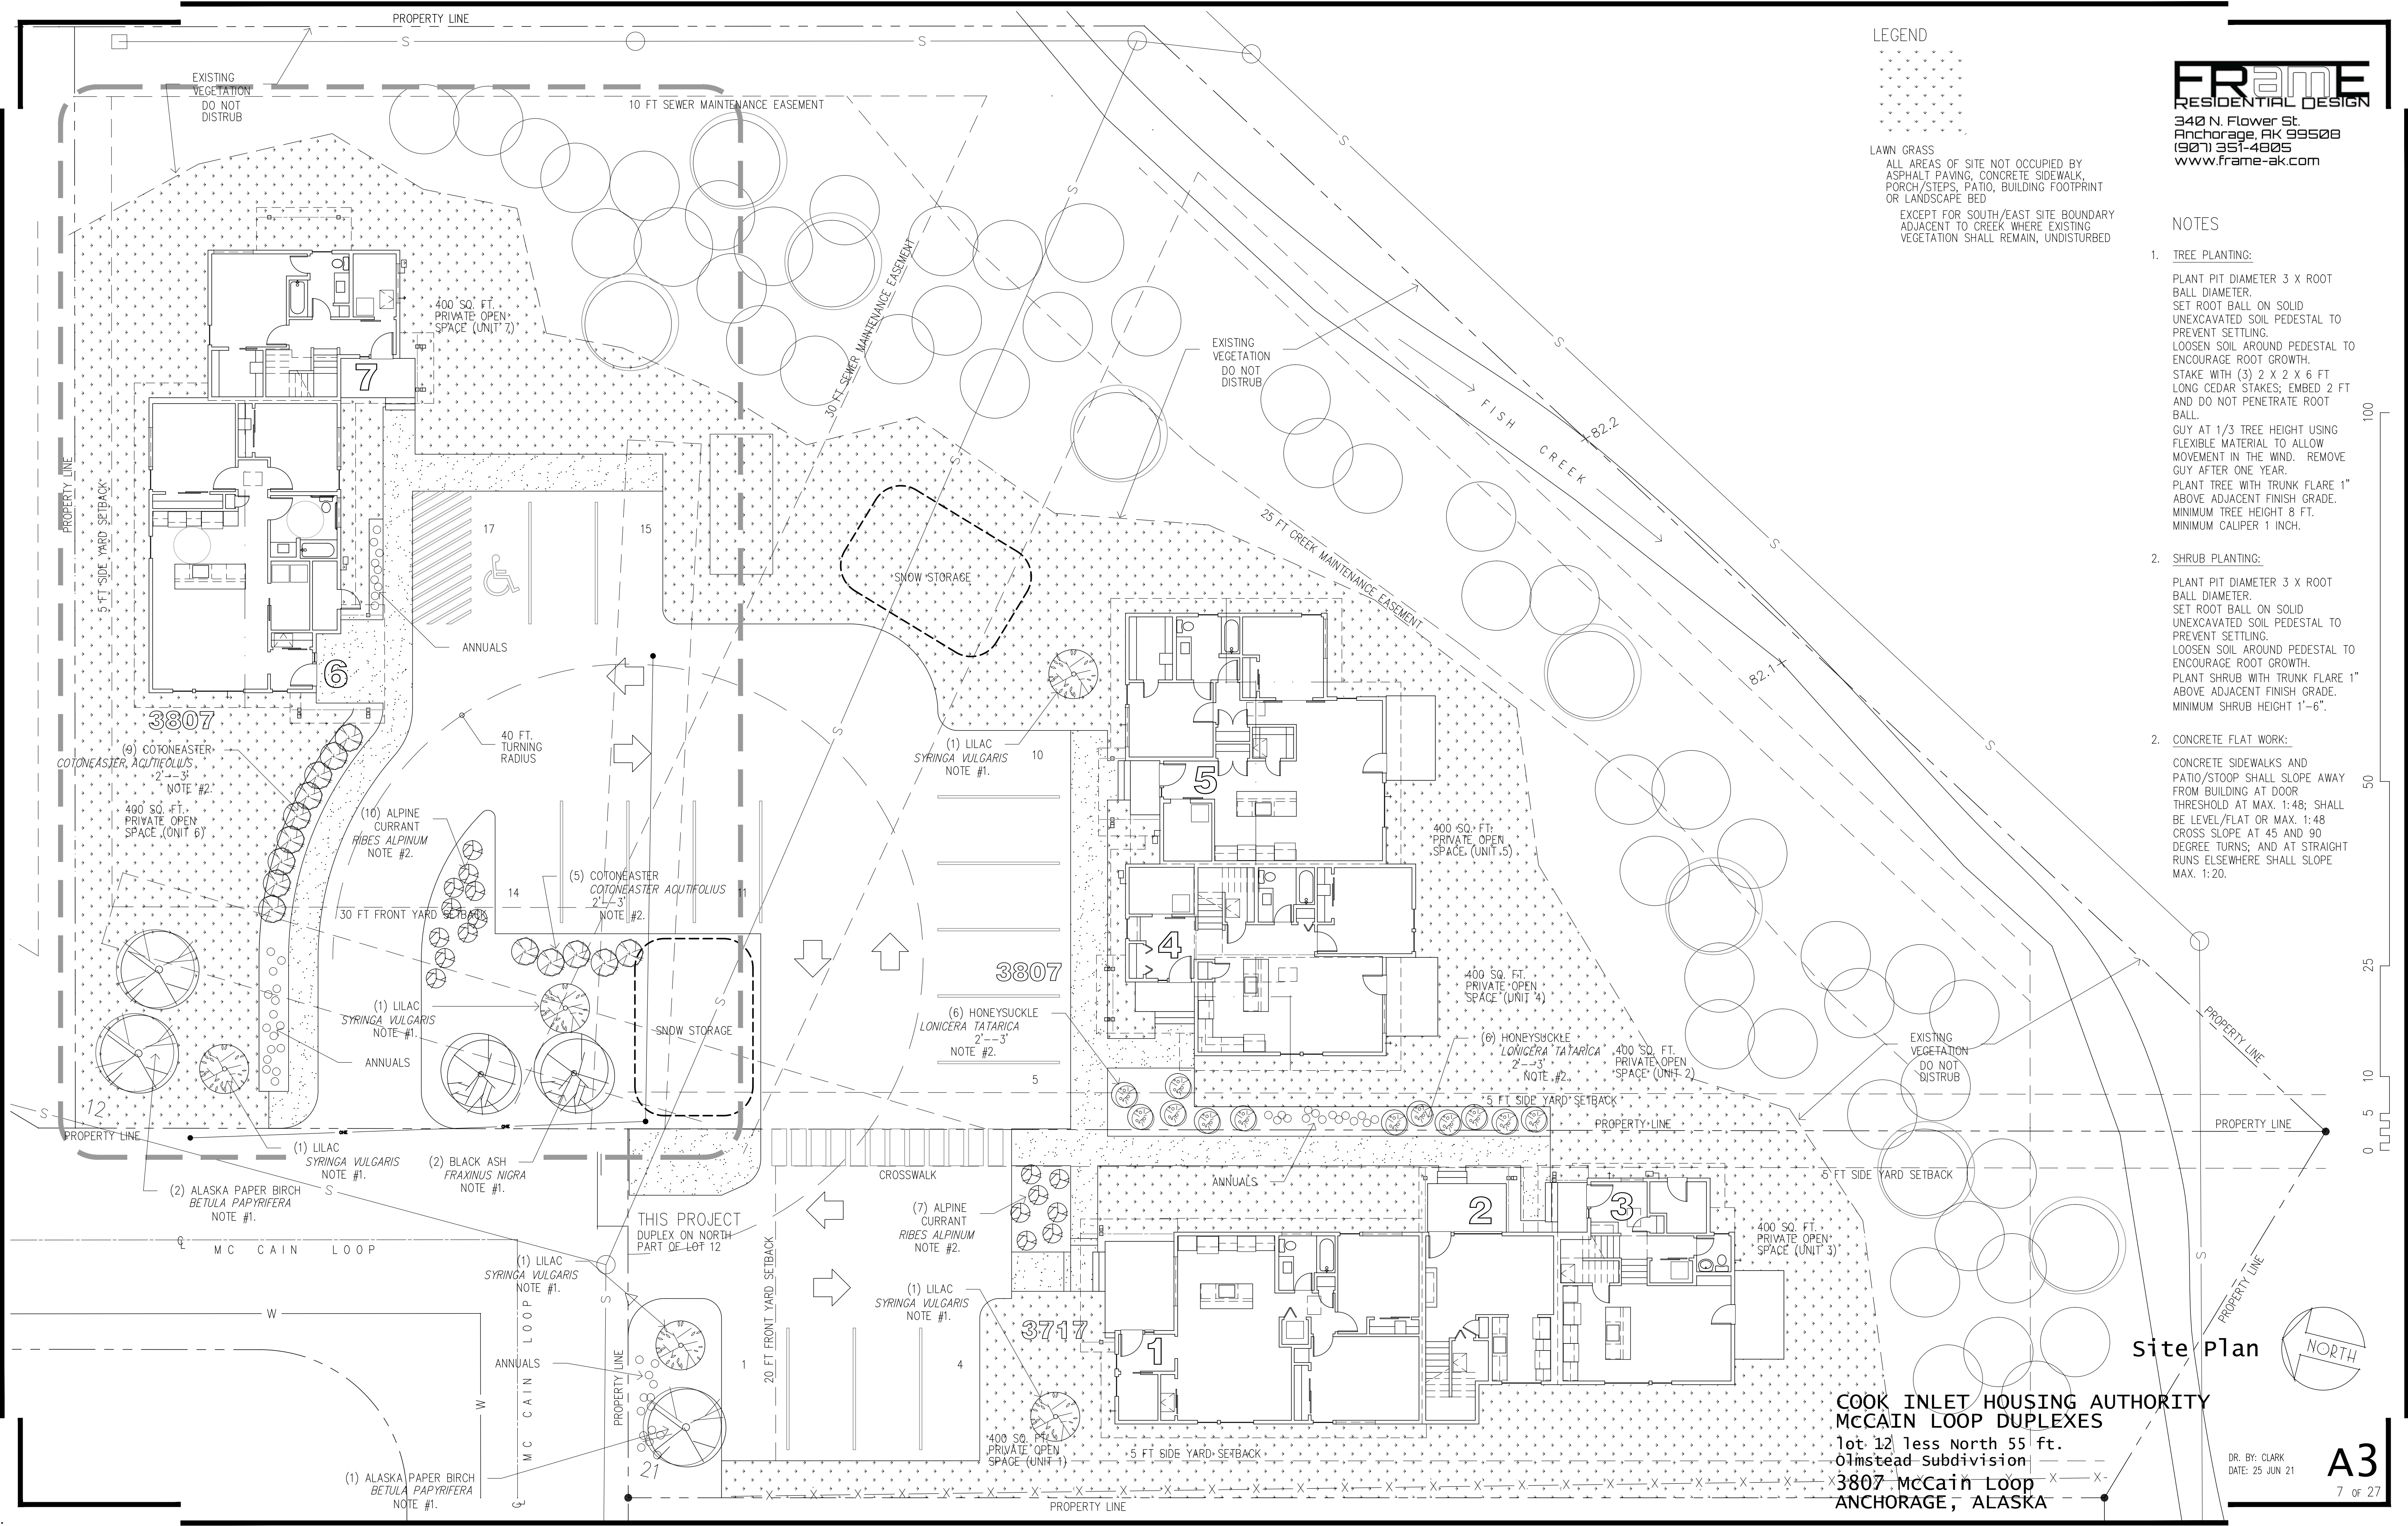 PROPERTY LINE
S
S
EXISTING
VEGETATION
DO NOT
DISTRUB
10 FT SEWER MAINTENANCE EASEMENT
S
LEGEND
LAWN GRASS
ALL AREAS OF SITE NOT OCCUPIED BY
ASPHALT PAVING, CONCRETE SIDEWALK,
PORCH/STEPS, PATIO, BUILDING FOOTPRINT
OR LANDSCAPE BED
EXCEPT FOR SOUTH/EAST SITE BOUNDARY
ADJACENT TO CREEK WHERE EXISTING
VEGETATION SHALL REMAIN, UNDISTURBED
FRamE
RESIDENTIAL DESIGN
340 N. Flower St.
Anchorage, AK 99508
(907) 351-4805
www.frame-ak.com
NOTES
1. TREE PLANTING:
PLANT PIT DIAMETER 3 X ROOT
BALL DIAMETER.
SET ROOT BALL ON SOLID
UNEXCAVATED SOIL PEDESTAL TO
PREVENT SETTLING.
LOOSEN SOIL AROUND PEDESTAL TO
ENCOURAGE ROOT GROWTH.
STAKE WITH (3) 2 X 2 X 6 FT
LONG CEDAR STAKES; EMBED 2 FT
AND DO NOT PENETRATE ROOT
BALL.
GUY AT 1/3 TREE HEIGHT USING
FLEXIBLE MATERIAL TO ALLOW
MOVEMENT IN THE WIND. REMOVE
GUY AFTER ONE YEAR.
PLANT TREE WITH TRUNK FLARE 1"
ABOVE ADJACENT FINISH GRADE.
MINIMUM TREE HEIGHT 8 FT.
MINIMUM CALIPER 1 INCH.
2. SHRUB PLANTING:
PLANT PIT DIAMETER 3 X ROOT
BALL DIAMETER.
SET ROOT BALL ON SOLID
UNEXCAVATED SOIL PEDESTAL TO
PREVENT SETTLING.
LOOSEN SOIL AROUND PEDESTAL TO
ENCOURAGE ROOT GROWTH.
PLANT SHRUB WITH TRUNK FLARE 1"
ABOVE ADJACENT FINISH GRADE.
MINIMUM SHRUB HEIGHT 1'-6".
2. CONCRETE FLAT WORK:
CONCRETE SIDEWALKS AND
PATIO/STOOP SHALL SLOPE AWAY
FROM BUILDING AT DOOR
THRESHOLD AT MAX. 1:48; SHALL
BE LEVEL/FLAT OR MAX. 1:48
CROSS SLOPE AT 45 AND 90
DEGREE TURNS; AND AT STRAIGHT
RUNS ELSEWHERE SHALL SLOPE
MAX. 1:20.
100
50
25
10
5
0
PROPERTY LINE
5 FT SIDE YARD SETBACK
400 SQ. FT.
PRIVATE OPEN
SPACE (UNIT 7)
7
30 FT SEWER MAINTENANCE EASEMENT
S
S
S
S
S
EXISTING
VEGETATION
DO NOT
DISTRUB
FISH CREEK
82.2
82.1
25 FT CREEK MAINTENANCE EASEMENT
17
15
SNOW STORAGE
ANNUALS
6
3807
(9) COTONEASTER
COTONEASTER ACUTIFOLIUS
2'--3'
NOTE #2.
400 SQ. FT.
PRIVATE OPEN
SPACE (UNIT 6)
40 FT.
TURNING
RADIUS
(10) ALPINE
CURRANT
RIBES ALPINUM
NOTE #2.
14
(5) COTONEASTER
COTONEASTER ACUTIFOLIUS
2'--3'
NOTE #2.
11
30 FT FRONT YARD SETBACK
(1) LILAC
SYRINGA VULGARIS
NOTE #1.
10
5
400 SQ. FT.
PRIVATE OPEN
SPACE (UNIT 5)
4
3807
400 SQ. FT.
PRIVATE OPEN
SPACE (UNIT 4)
(1) LILAC
SYRINGA VULGARIS
NOTE #1.
SNOW STORAGE
ANNUALS
(6) HONEYSUCKLE
LONICERA TATARICA
2'--3'
NOTE #2.
5
(6) HONEYSUCKLE
LONICERA TATARICA
2'--3'
NOTE #2.
400 SQ. FT.
PRIVATE OPEN
SPACE (UNIT 2)
EXISTING
VEGETATION
DO NOT
DISTRUB
PROPERTY LINE
S
12
5 FT SIDE YARD SETBACK
PROPERTY LINE
PROPERTY LINE
PROPERTY LINE
(1) LILAC
SYRINGA VULGARIS
NOTE #1.
(2) BLACK ASH
FRAXINUS NIGRA
NOTE #1.
(2) ALASKA PAPER BIRCH
BETULA PAPYRIFERA
NOTE #1.
S
CROSSWALK
ANNUALS
5 FT SIDE YARD SETBACK
THIS PROJECT
DUPLEX ON NORTH
PART OF LOT 12
(7) ALPINE
CURRANT
RIBES ALPINUM
NOTE #2.
2
3
400 SQ. FT.
PRIVATE OPEN
SPACE (UNIT 3)
MC CAIN LOOP
(1) LILAC
SYRINGA VULGARIS
NOTE #1.
S
20 FT FRONT YARD SETBACK
(1) LILAC
SYRINGA VULGARIS
NOTE #1.
S
PROPERTY LINE
W
W
MC CAIN LOOP
3717
1
ANNUALS
PROPERTY LINE
1
4
400 SQ. FT.
PRIVATE OPEN
SPACE (UNIT 1)
5 FT SIDE YARD SETBACK
21
(1) ALASKA PAPER BIRCH
BETULA PAPYRIFERA
NOTE #1.
PROPERTY LINE
Site Plan
NORTH
COOK INLET HOUSING AUTHORITY
McCAIN LOOP DUPLEXES
lot 12 less North 55 ft.
Olmstead Subdivision
3807 McCain Loop
ANCHORAGE, ALASKA
DR. BY: CLARK
DATE: 25 JUN 21
A3
7 OF 27